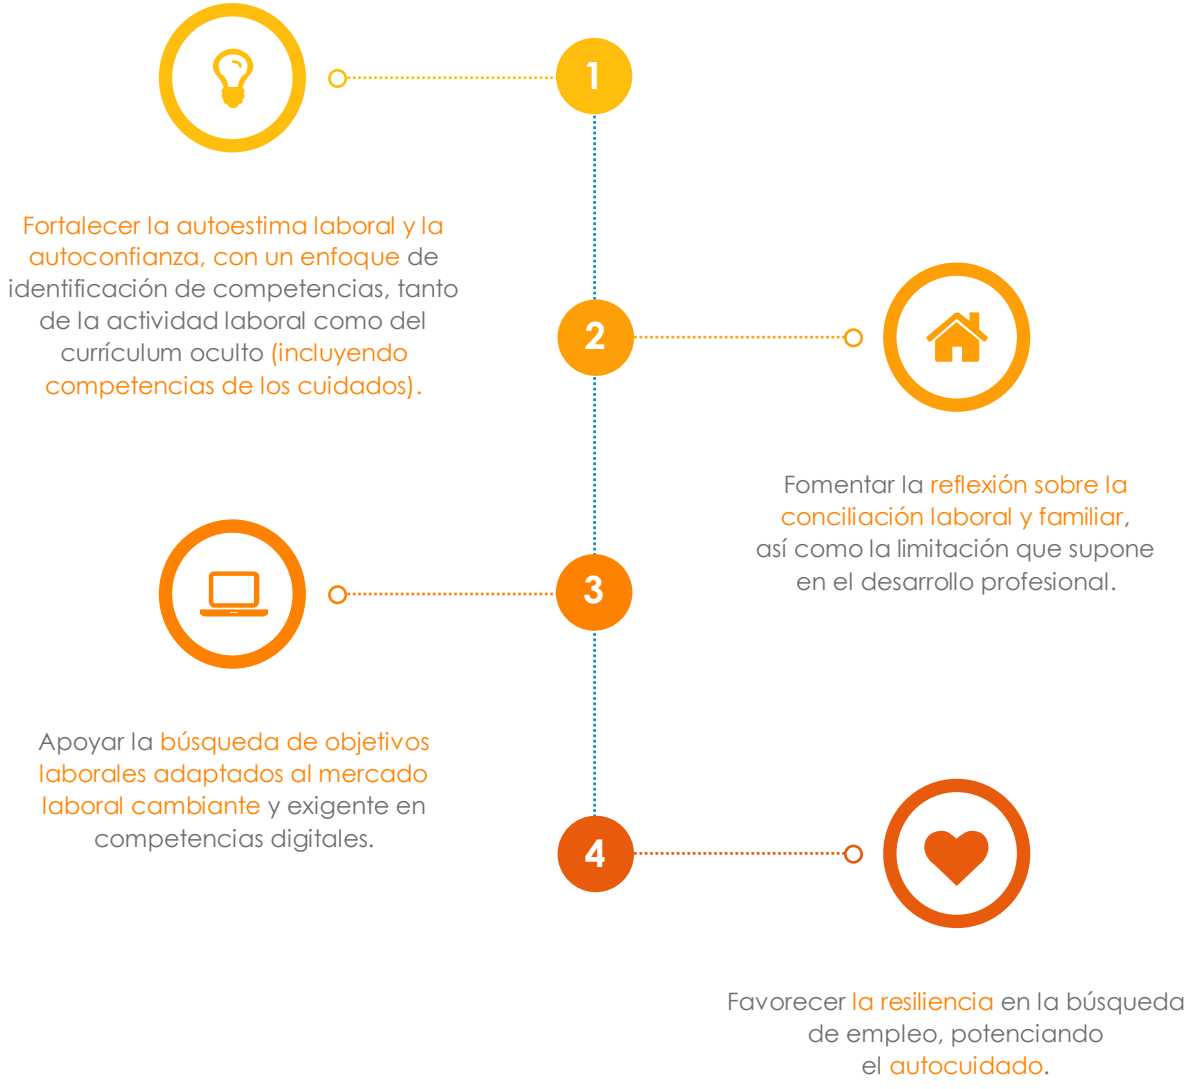 1
Fortalecer la autoestima laboral y la
autoconfianza, con un enfoque de
identificación de competencias, tanto
de la actividad laboral como del
currículum oculto (incluyendo
competencias de los cuidados).
2
Fomentar la reflexión sobre la
conciliación laboral y familiar,
así como la limitación que supone
en el desarrollo profesional.
3
Apoyar la búsqueda de objetivos
laborales adaptados al mercado
laboral cambiante y exigente en
competencias digitales.
4
Favorecer la resiliencia en la búsqueda
de empleo, potenciando
el autocuidado.